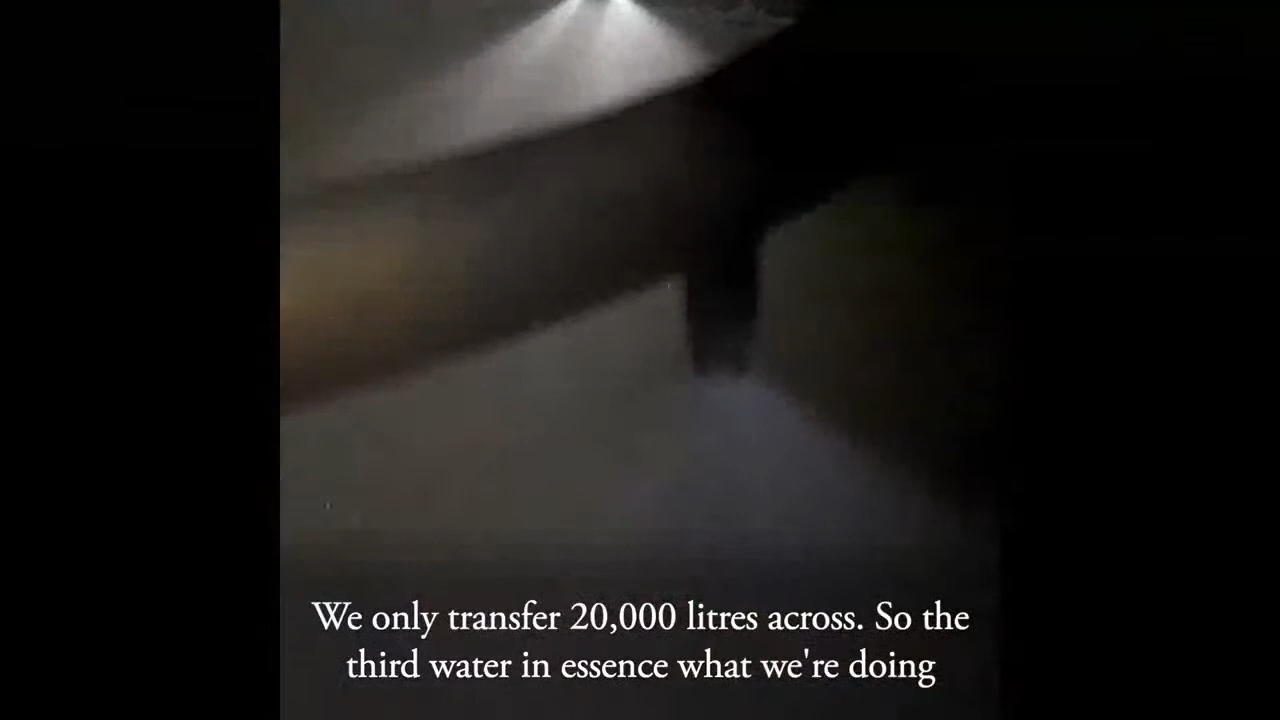 We only transfer 20,000 litres across. So the
third water in essence what we're doing